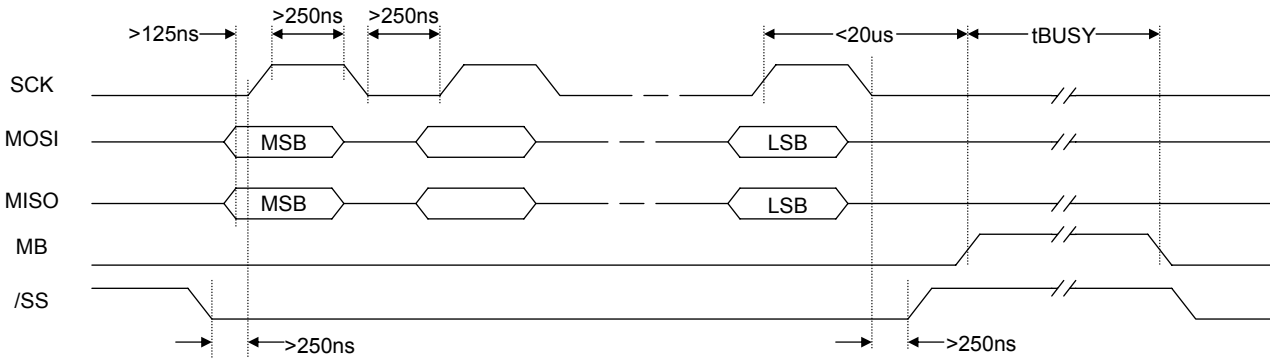 >250ns >250ns
>125ns <20us tBUSY
SCK
MOSI MSB LSB
MISO MSB LSB
MB
/SS
>250ns >250ns